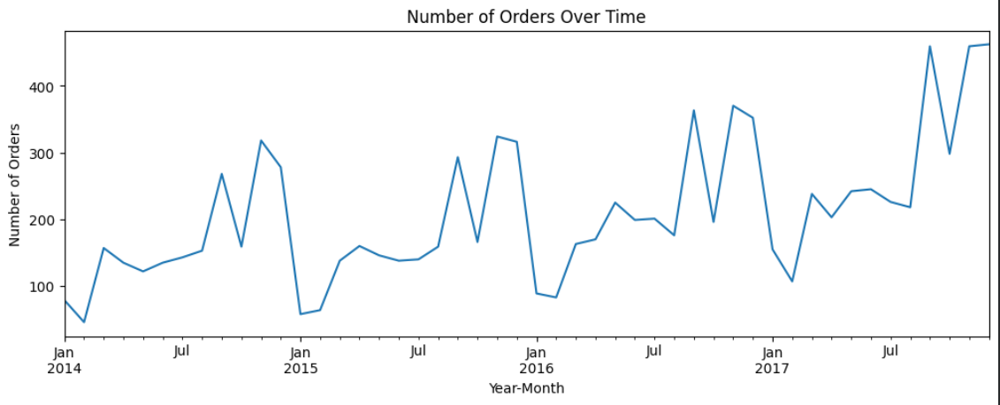 Number of Orders Over Time
Number of Orders
400
300
200
100
Jan Jul Jan Jul Jan Jul Jan Jul
2014 2015 2016 2017
Year-Month